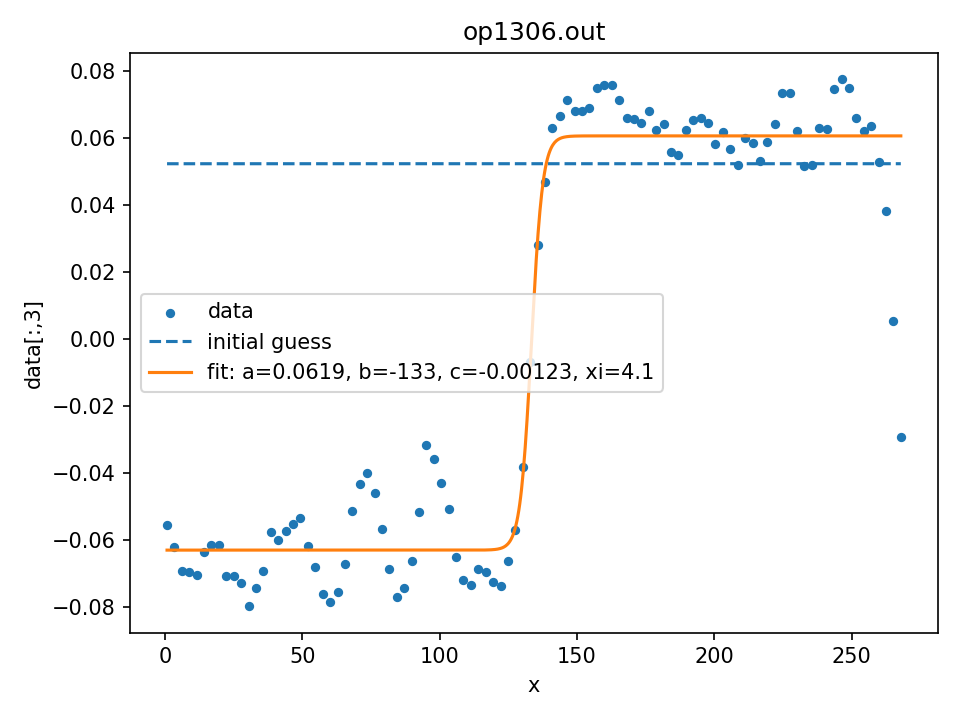 op1306.out
0.08
0.06
0.04
0.02
0.00
−0.02
−0.04
−0.06
−0.08
data[:,3]
data
initial guess
fit: a=0.0619, b=-133, c=-0.00123, xi=4.1
0 50 100 150 200 250
x